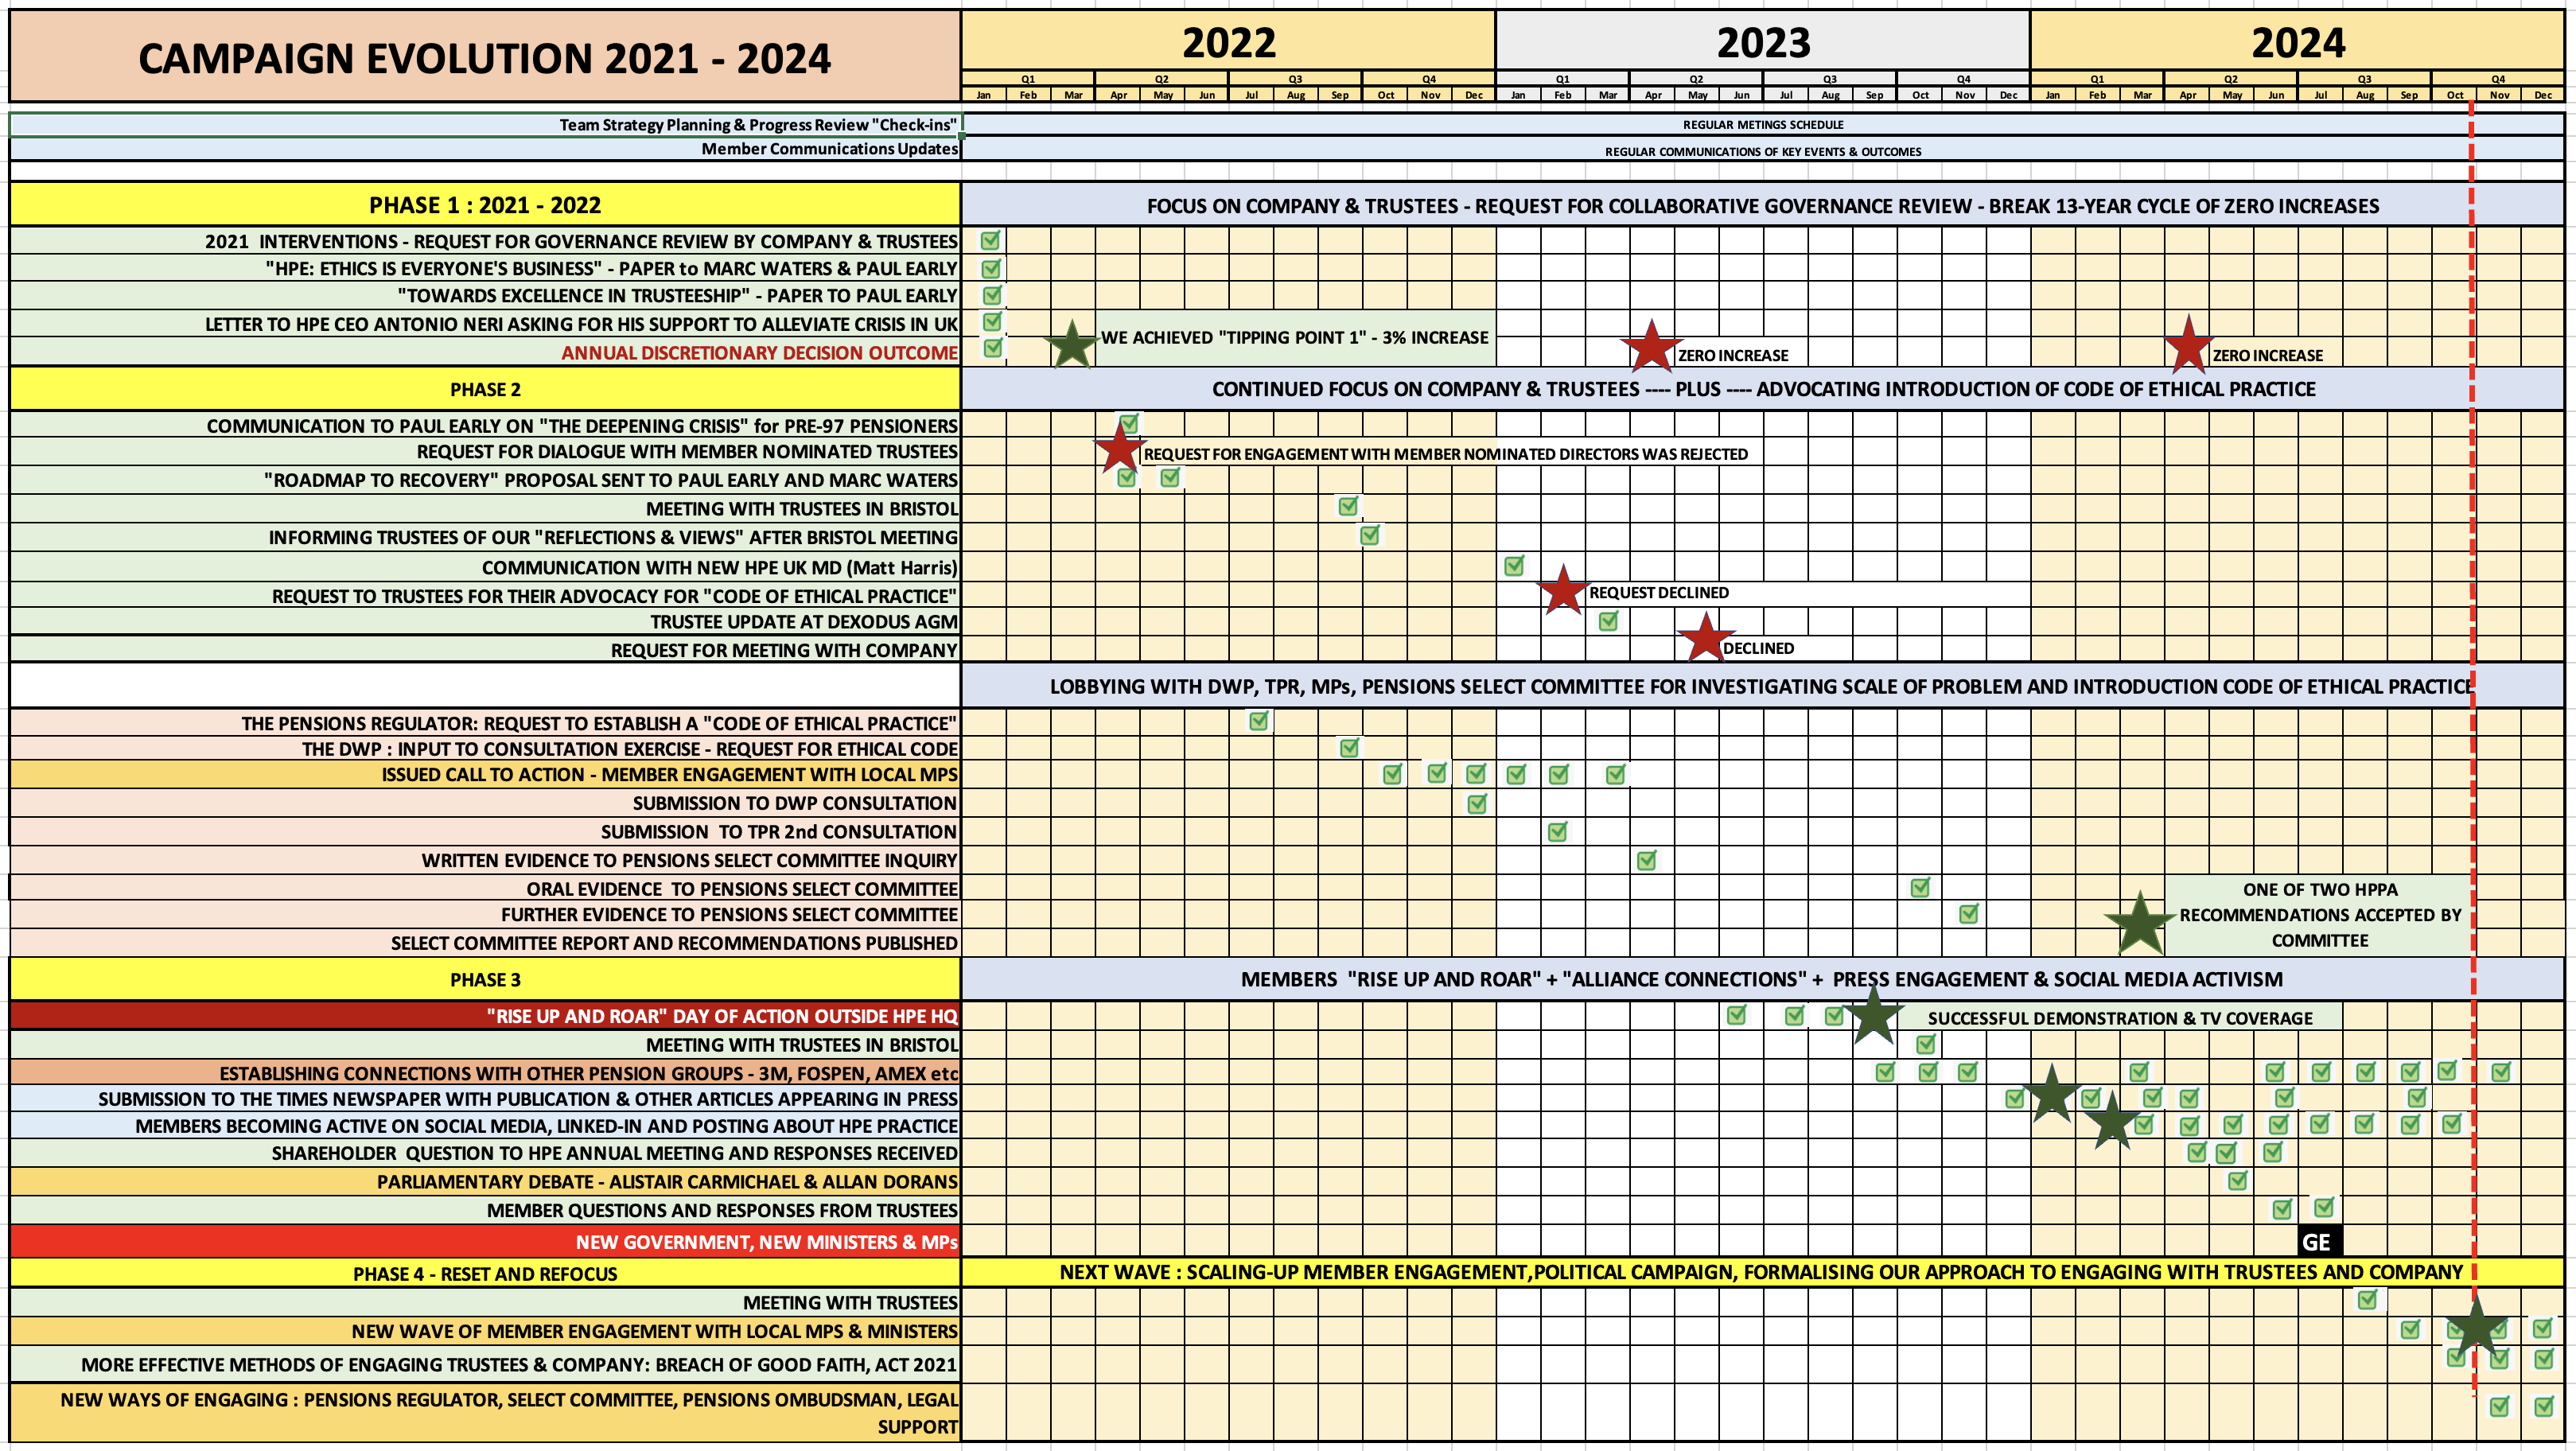 CAMPAIGN EVOLUTION 2021 - 2024
2022
2023
2024
Q1 Q2 Q3 Q4 Q1 Q2 Q3 Q4 Q1 Q2 Q3 Q4
Jan Feb Mar Apr May Jun Jul Aug Sep Oct Nov Dec Jan Feb Mar Apr May Jun Jul Aug Sep Oct Nov Dec Jan Feb Mar Apr May Jun Jul Aug Sep Oct Nov Dec
Team Strategy Planning & Progress Review "Check-ins"
REGULAR METINGS SCHEDULE
Member Communications Updates
REGULAR COMMUNICATIONS OF KEY EVENTS & OUTCOMES
PHASE 1 : 2021 - 2022
FOCUS ON COMPANY & TRUSTEES - REQUEST FOR COLLABORATIVE GOVERNANCE REVIEW - BREAK 13-YEAR CYCLE OF ZERO INCREASES
2021 INTERVENTIONS - REQUEST FOR GOVERNANCE REVIEW BY COMPANY & TRUSTEES
"HPE: ETHICS IS EVERYONE'S BUSINESS" - PAPER to MARC WATERS & PAUL EARLY
"TOWARDS EXCELLENCE IN TRUSTEESHIP" - PAPER TO PAUL EARLY
LETTER TO HPE CEO ANTONIO NERI ASKING FOR HIS SUPPORT TO ALLEVIATE CRISIS IN UK
WE ACHIEVED "TIPPING POINT 1" - 3% INCREASE
ANNUAL DISCRETIONARY DECISION OUTCOME
ZERO INCREASE
ZERO INCREASE
PHASE 2
CONTINUED FOCUS ON COMPANY & TRUSTEES ---- PLUS ---- ADVOCATING INTRODUCTION OF CODE OF ETHICAL PRACTICE
COMMUNICATION TO PAUL EARLY ON "THE DEEPENING CRISIS" for PRE-97 PENSIONERS
REQUEST FOR DIALOGUE WITH MEMBER NOMINATED TRUSTEES
REQUEST FOR ENGAGEMENT WITH MEMBER NOMINATED DIRECTORS WAS REJECTED
"ROADMAP TO RECOVERY" PROPOSAL SENT TO PAUL EARLY AND MARC WATERS
MEETING WITH TRUSTEES IN BRISTOL
INFORMING TRUSTEES OF OUR "REFLECTIONS & VIEWS" AFTER BRISTOL MEETING
COMMUNICATION WITH NEW HPE UK MD (Matt Harris)
REQUEST TO TRUSTEES FOR THEIR ADVOCACY FOR "CODE OF ETHICAL PRACTICE"
REQUEST DECLINED
TRUSTEE UPDATE AT DEXODUS AGM
REQUEST FOR MEETING WITH COMPANY
DECLINED
LOBBYING WITH DWP, TPR, MPs, PENSIONS SELECT COMMITTEE FOR INVESTIGATING SCALE OF PROBLEM AND INTRODUCTION CODE OF ETHICAL PRACTICE
THE PENSIONS REGULATOR: REQUEST TO ESTABLISH A "CODE OF ETHICAL PRACTICE"
THE DWP : INPUT TO CONSULTATION EXERCISE - REQUEST FOR ETHICAL CODE
ISSUED CALL TO ACTION - MEMBER ENGAGEMENT WITH LOCAL MPS
SUBMISSION TO DWP CONSULTATION
SUBMISSION TO TPR 2nd CONSULTATION
WRITTEN EVIDENCE TO PENSIONS SELECT COMMITTEE INQUIRY
ORAL EVIDENCE TO PENSIONS SELECT COMMITTEE
FURTHER EVIDENCE TO PENSIONS SELECT COMMITTEE
SELECT COMMITTEE REPORT AND RECOMMENDATIONS PUBLISHED
ONE OF TWO HPPA
RECOMMENDATIONS ACCEPTED BY
COMMITTEE
PHASE 3
MEMBERS "RISE UP AND ROAR" + "ALLIANCE CONNECTIONS" + PRESS ENGAGEMENT & SOCIAL MEDIA ACTIVISM
"RISE UP AND ROAR" DAY OF ACTION OUTSIDE HPE HQ
SUCCESSFUL DEMONSTRATION & TV COVERAGE
MEETING WITH TRUSTEES IN BRISTOL
ESTABLISHING CONNECTIONS WITH OTHER PENSION GROUPS - 3M, FOSPEN, AMEX etc
SUBMISSION TO THE TIMES NEWSPAPER WITH PUBLICATION & OTHER ARTICLES APPEARING IN PRESS
MEMBERS BECOMING ACTIVE ON SOCIAL MEDIA, LINKED-IN AND POSTING ABOUT HPE PRACTICE
SHAREHOLDER QUESTION TO HPE ANNUAL MEETING AND RESPONSES RECEIVED
PARLIAMENTARY DEBATE - ALISTAIR CARMICHAEL & ALLAN DORANS
MEMBER QUESTIONS AND RESPONSES FROM TRUSTEES
NEW GOVERNMENT, NEW MINISTERS & MPs
GE
PHASE 4 - RESET AND REFOCUS
NEXT WAVE : SCALING-UP MEMBER ENGAGEMENT,POLITICAL CAMPAIGN, FORMALISING OUR APPROACH TO ENGAGING WITH TRUSTEES AND COMPANY
MEETING WITH TRUSTEES
NEW WAVE OF MEMBER ENGAGEMENT WITH LOCAL MPS & MINISTERS
MORE EFFECTIVE METHODS OF ENGAGING TRUSTEES & COMPANY: BREACH OF GOOD FAITH, ACT 2021
NEW WAYS OF ENGAGING : PENSIONS REGULATOR, SELECT COMMITTEE, PENSIONS OMBUDSMAN, LEGAL
SUPPORT